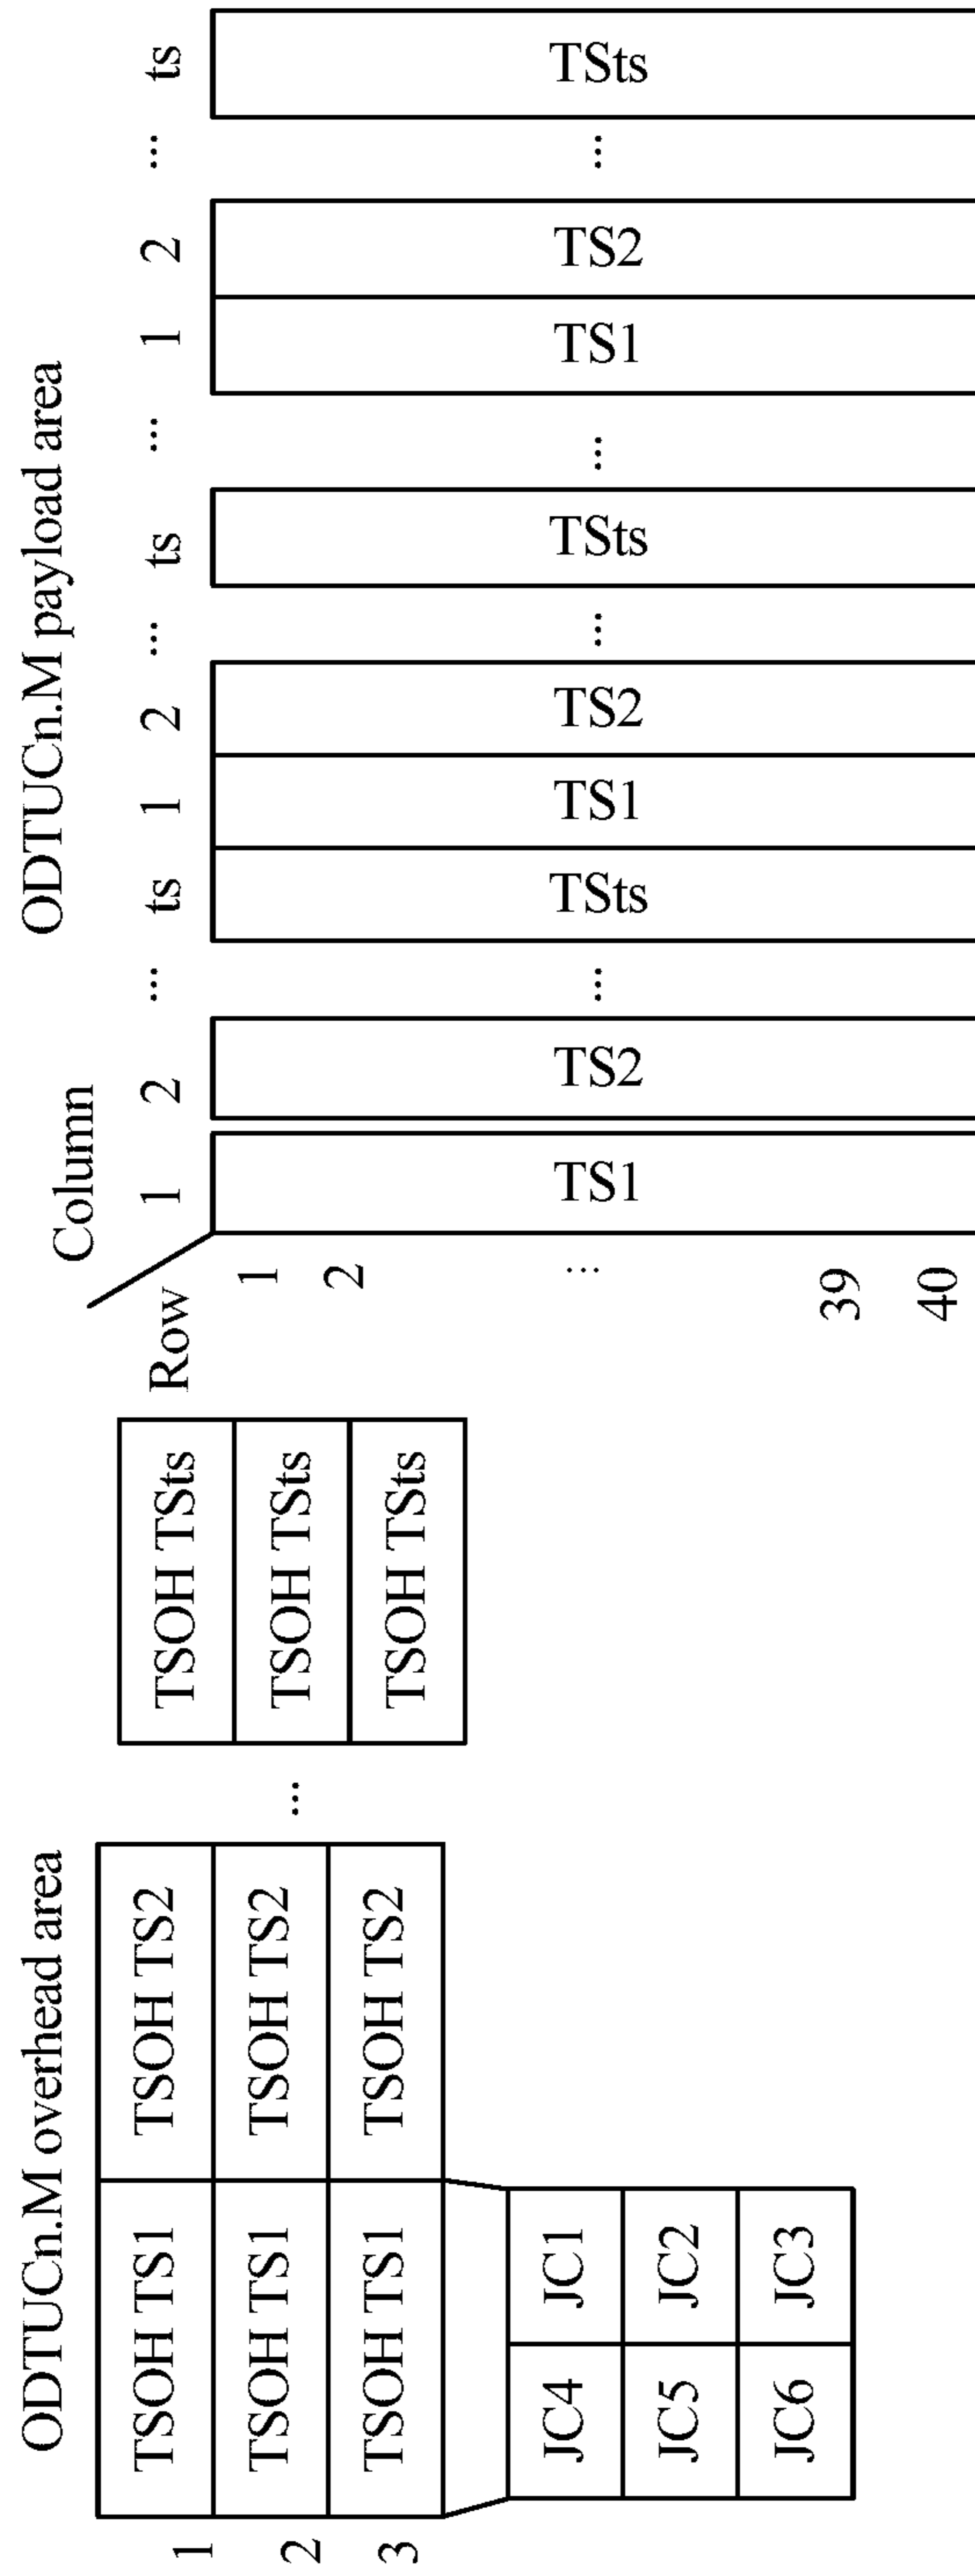 ODTUCn.M overhead area
1 TSOH TS1 TSOH TS2 ... TSOH TSts
2 TSOH TS1 TSOH TS2 TSOH TSts
3 TSOH TS1 TSOH TS2 TSOH TSts
JC4 JC1
JC5 JC2
JC6 JC3
ODTUCn.M payload area
Column
Row 1 2 ... ts 1 2 ... ts ... 1 2 ... ts
1
2
... TS1 TS2 ... TSts TS1 TS2 ... TSts ... TS1 TS2 ... TSts
39
40